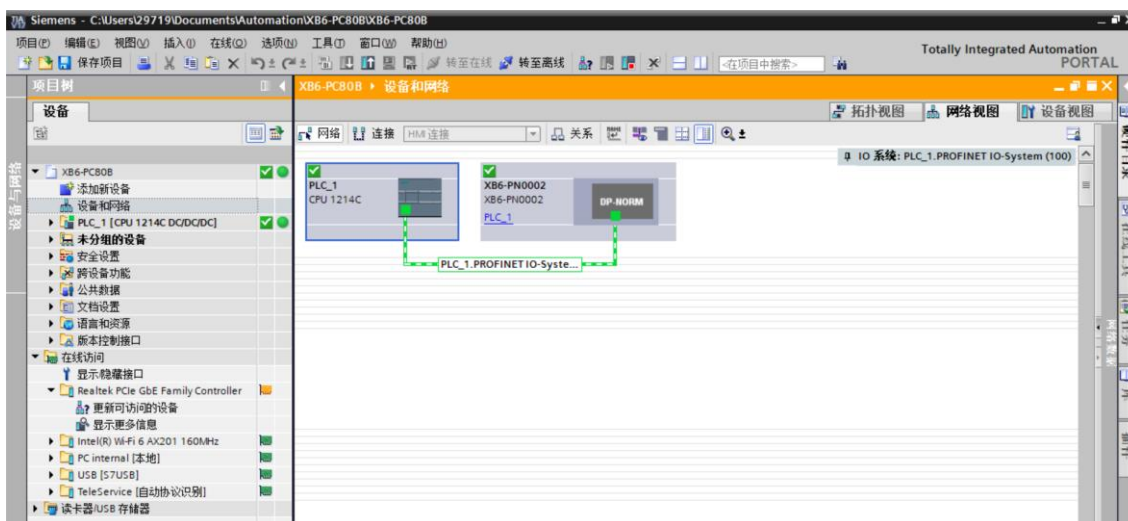 Siemens - C:\Users\29719\Documents\Automation\XB6-PC80B\XB6-PC80B
项目(P) 编辑(E) 视图(V) 插入(I) 在线(O) 选项(N) 工具(T) 窗口(W) 帮助(H)
Totally Integrated Automation
PORTAL
保存项目 转至在线 转至离线 <在项目中搜索>
项目树
XB6-PC80B 设备和网络
设备
拓扑视图 网络视图 设备视图
网络 连接 HMI 连接 关系
IO 系统: PLC_1.PROFINET IO-System (100)
设备与网络
XB6-PC80B
添加新设备
设备和网络
PLC_1 [CPU 1214C DC/DC/DC]
未分组的设备
安全设置
跨设备功能
公共数据
文档设置
语言和资源
版本控制接口
在线访问
显示/隐藏接口
Realtek PCIe GbE Family Controller
更新可访问的设备
显示更多信息
Intel(R) Wi-Fi 6 AX201 160MHz
PC internal [本地]
USB [S7USB]
TeleService [自动协议识别]
读卡器/USB 存储器
PLC_1
CPU 1214C
XB6-PN0002
XB6-PN0002
PLC_1
DP-NORM
PLC_1.PROFINET IO-Syste...